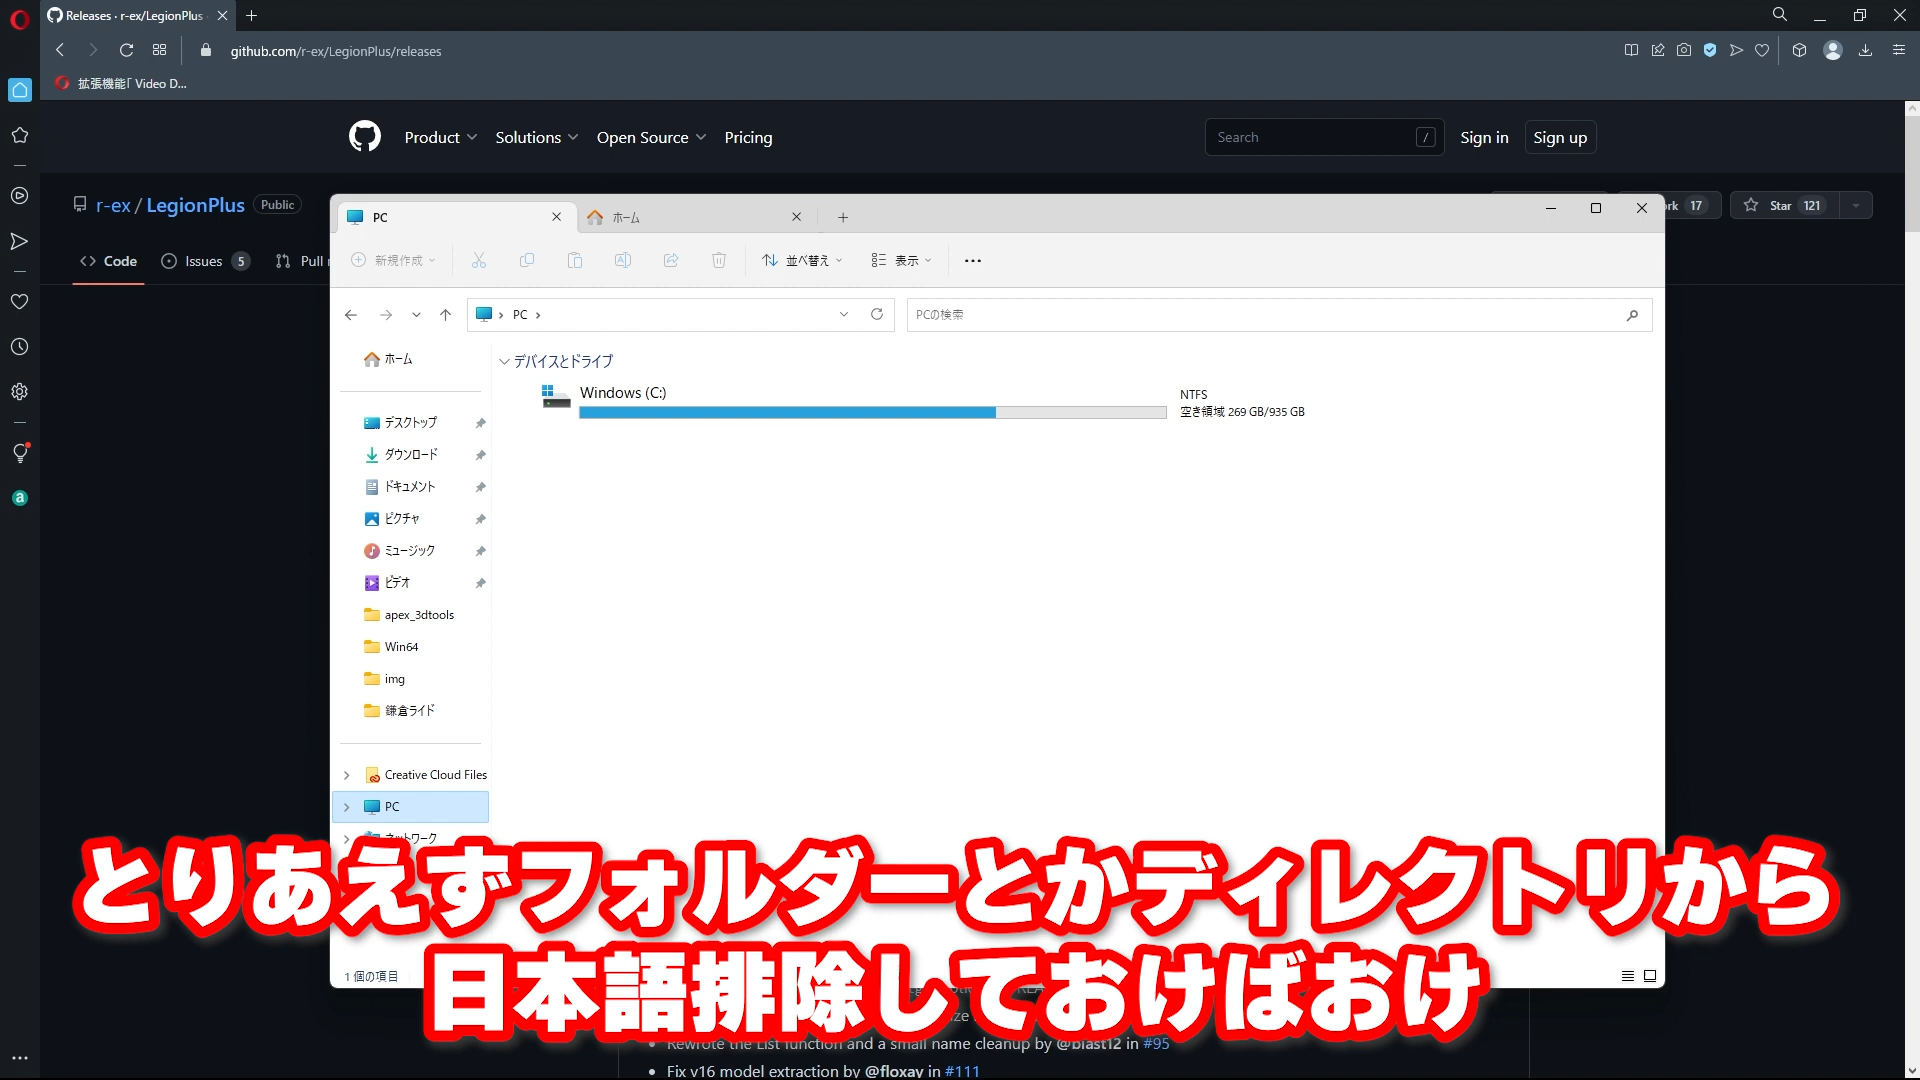 Releases · r-ex/LegionPlus
github.com/r-ex/LegionPlus/releases
拡張機能「 Video D...
Product
Solutions
Open Source
Pricing
Search
/
Sign in
Sign up
r-ex / LegionPlus
Public
rk 17
Star 121
Code
Issues 5
Pull r
PC
ホーム
新規作成
並べ替え
表示
PC
PCの検索
ホーム
デスクトップ
ダウンロード
ドキュメント
ピクチャ
ミュージック
ビデオ
apex_3dtools
Win64
img
鎌倉ライド
Creative Cloud Files
PC
ネットワーク
デバイスとドライブ
Windows (C:)
NTFS
空き領域 269 GB/935 GB
とりあえずフォルダーとかディレクトリから
日本語排除しておけばおけ
1 個の項目
Rewrote the List function and a small name cleanup by @blast12 in #95
Fix v16 model extraction by @floxay in #111
a